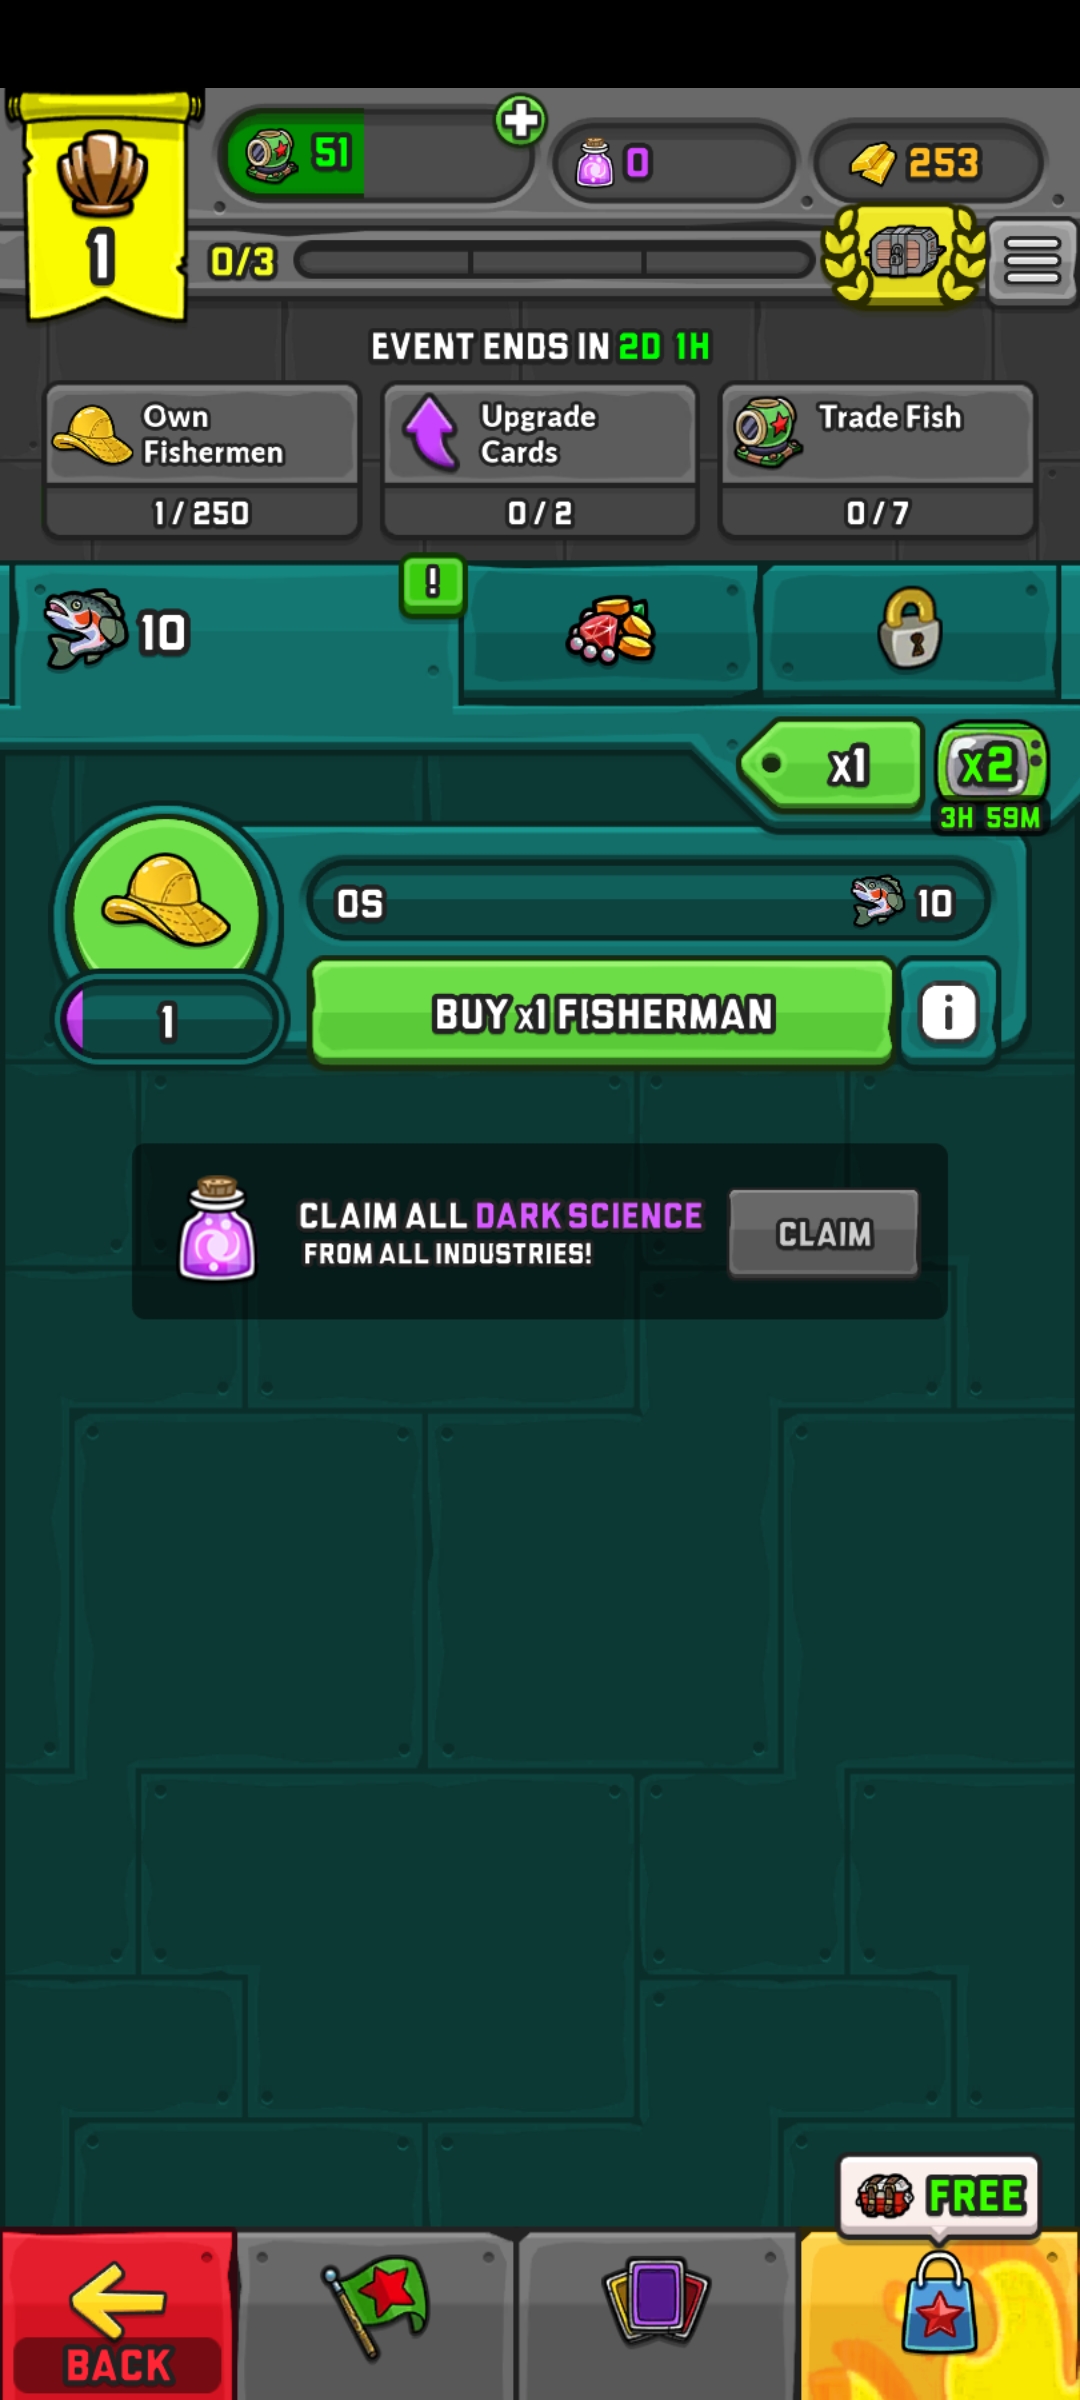 51
0
253
1
0/3
EVENT ENDS IN 2D 1H
Own
Fishermen
1 / 250
Upgrade
Cards
0 / 2
Trade Fish
0 / 7
10
!
x1
x2
3H 59M
0S
10
1
BUY x1 FISHERMAN
i
CLAIM ALL DARK SCIENCE
FROM ALL INDUSTRIES!
CLAIM
FREE
BACK